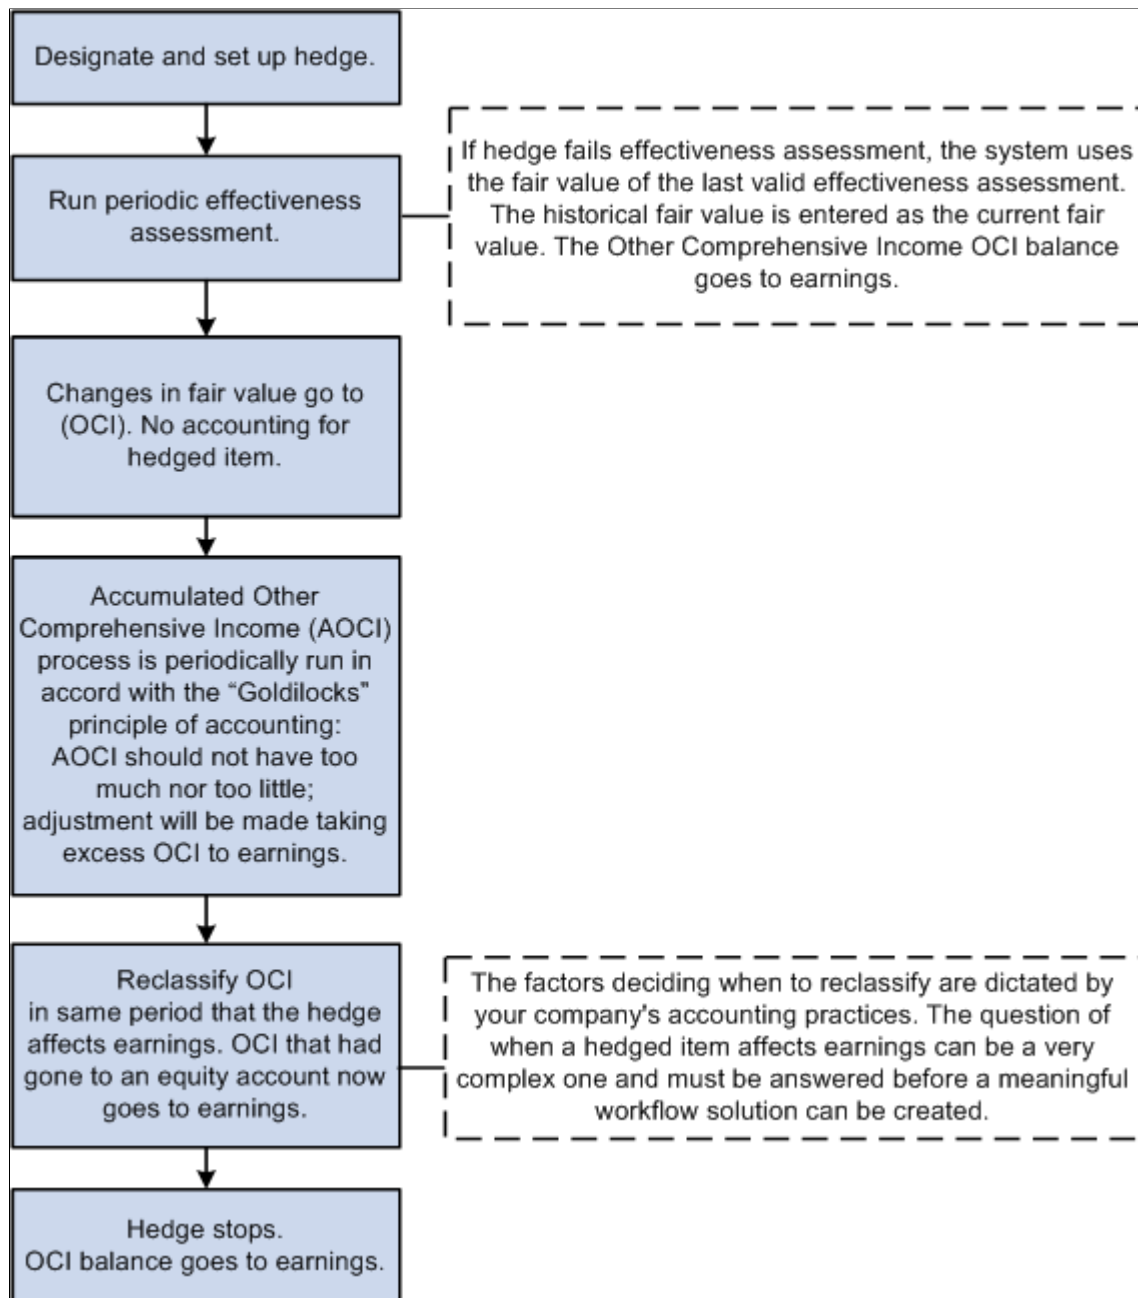 Designate and set up hedge.
Run periodic effectiveness
assessment.
If hedge fails effectiveness assessment, the system uses
the fair value of the last valid effectiveness assessment.
The historical fair value is entered as the current fair
value. The Other Comprehensive Income OCI balance
goes to earnings.
Changes in fair value go to
(OCI). No accounting for
hedged item.
Accumulated Other
Comprehensive Income (AOCI)
process is periodically run in
accord with the “Goldilocks"
principle of accounting:
AOCI should not have too
much nor too little;
adjustment will be made taking
excess OCI to earnings.
Reclassify OCI
in same period that the hedge
affects earnings. OCI that had
gone to an equity account now
goes to earnings.
The factors deciding when to reclassify are dictated by
your company's accounting practices. The question of
when a hedged item affects earnings can be a very
complex one and must be answered before a meaningful
workflow solution can be created.
Hedge stops.
OCI balance goes to earnings.